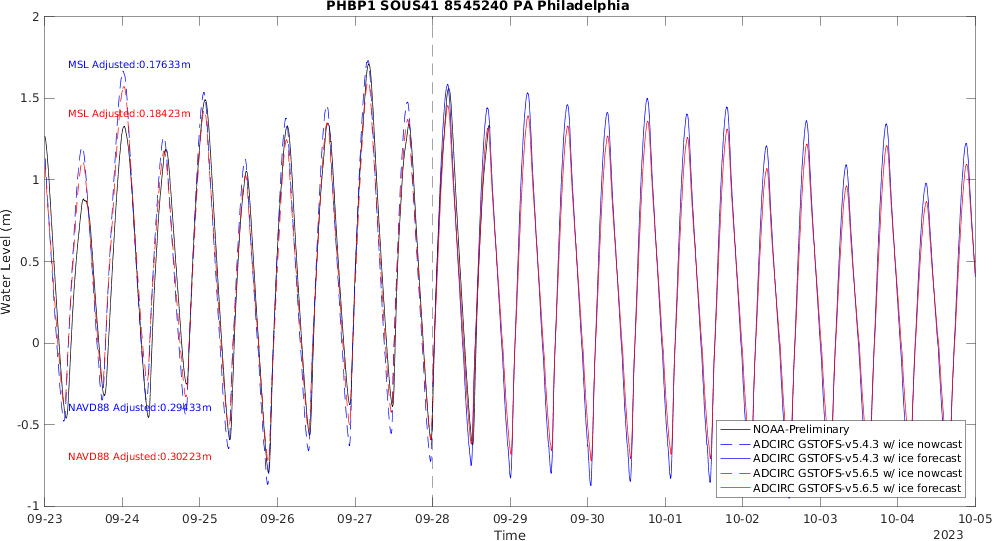 PHBP1 SOUS41 8545240 PA Philadelphia
2
1.5
1
0.5
0
-0.5
-1
Water Level (m)
MSL Adjusted:0.17633m
MSL Adjusted:0.18423m
NAVD88 Adjusted:0.29433m
NAVD88 Adjusted:0.30223m
NOAA-Preliminary
ADCIRC GSTOFS-v5.4.3 w/ ice nowcast
ADCIRC GSTOFS-v5.4.3 w/ ice forecast
ADCIRC GSTOFS-v5.6.5 w/ ice nowcast
ADCIRC GSTOFS-v5.6.5 w/ ice forecast
09-23 09-24 09-25 09-26 09-27 09-28 09-29 09-30 10-01 10-02 10-03 10-04 10-05
Time
2023